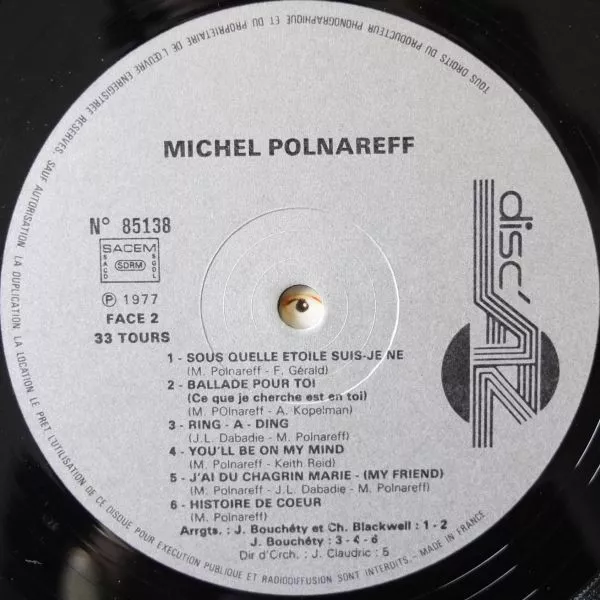 TOUS DROITS DU PRODUCTEUR PHONOGRAPHIQUE ET DU PROPRIETAIRE DE L'ŒUVRE ENREGISTREE RESERVES. SAUF AUTORISATION, LA DUPLICATION, LA LOCATION, LE PRET, L'UTILISATION DE CE DISQUE POUR EXECUTION PUBLIQUE ET RADIODIFFUSION SONT INTERDITS. - MADE IN FRANCE
MICHEL POLNAREFF
disc'AZ
N° 85138
SACEM
SACD SDRM SGDL
Ⓟ 1977
FACE 2
33 TOURS
1 - SOUS QUELLE ETOILE SUIS-JE NE
(M. Polnareff - F. Gérald)
2 - BALLADE POUR TOI
(Ce que je cherche est en toi)
(M. POlnareff - A. Kopelman)
3 - RING - A - DING
(J.L. Dabadie - M. Polnareff)
4 - YOU'LL BE ON MY MIND
(M. Polnareff - Keith Reid)
5 - J'AI DU CHAGRIN MARIE - (MY FRIEND)
(M. Polnareff - J.L. Dabadie - M. Polnareff)
6 - HISTOIRE DE COEUR
(M. Polnareff)
Arrgts. : J. Bouchéty et Ch. Blackwell : 1 - 2
J. Bouchéty : 3 - 4 - 6
Dir d'Orch. : J. Claudric : 5